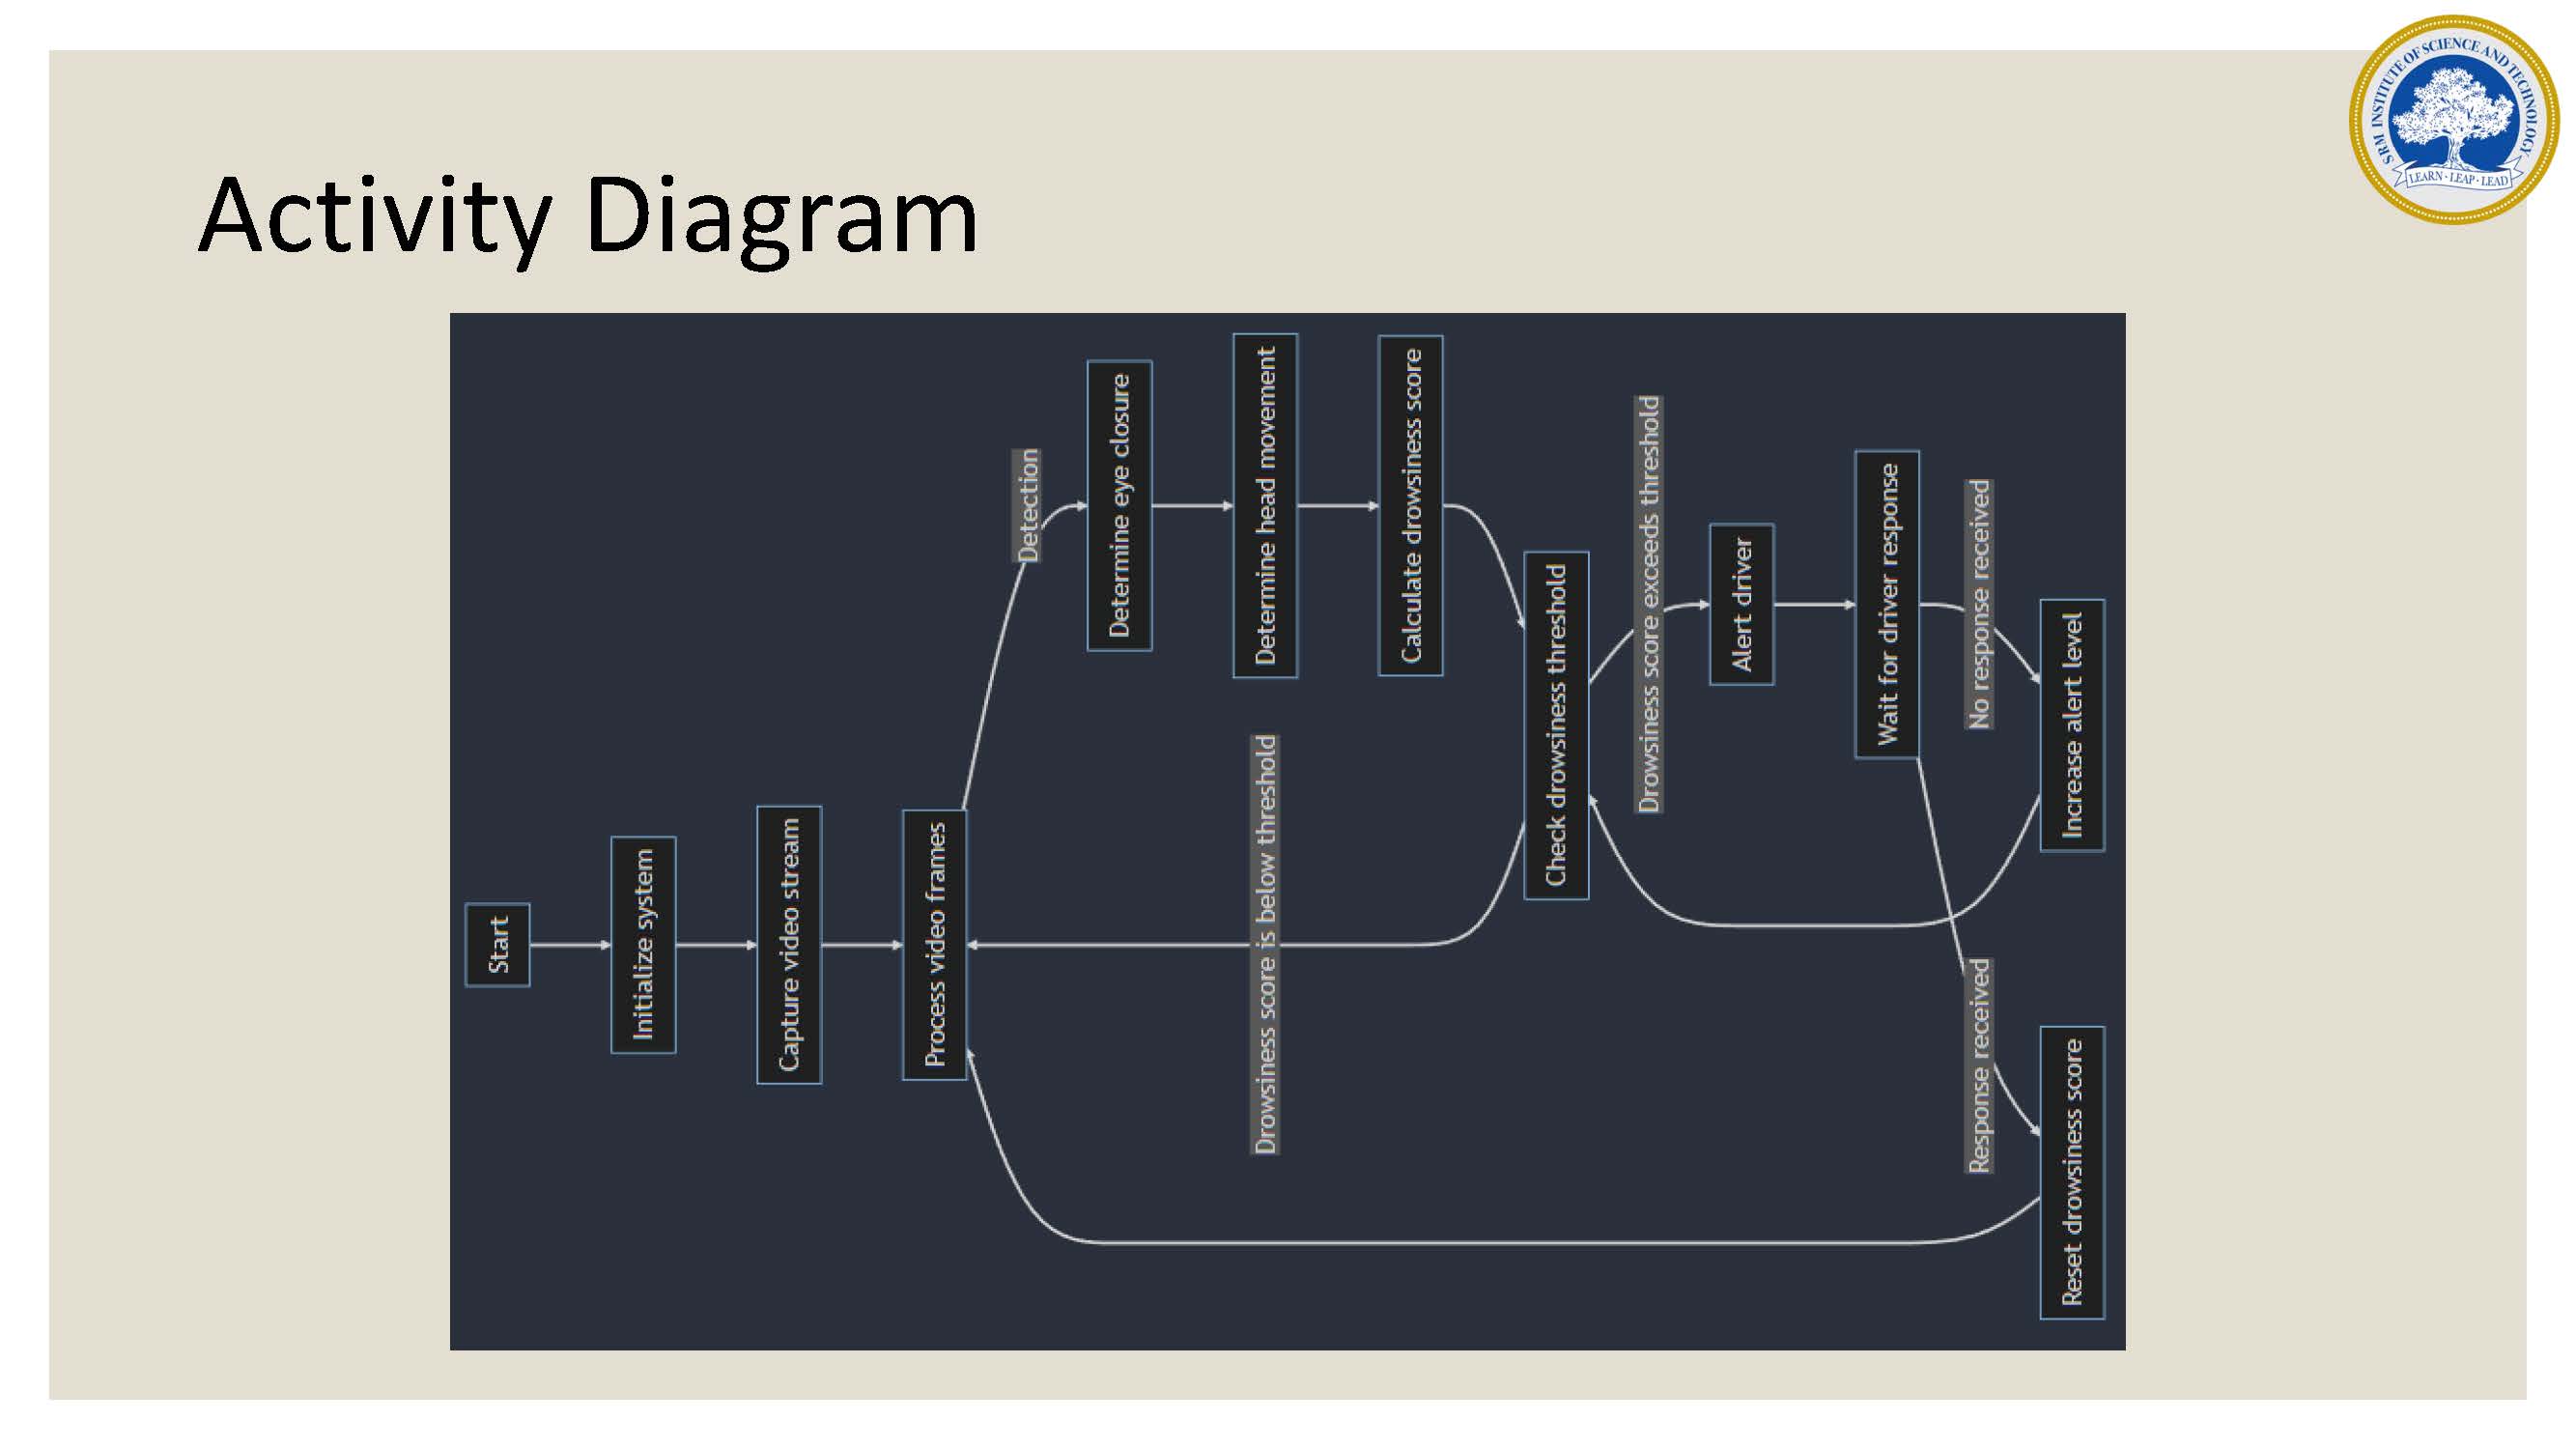 Activity Diagram
SRM INSTITUTE OF SCIENCE AND TECHNOLOGY
LEARN · LEAP · LEAD
Start
Initialize system
Capture video stream
Process video frames
Detection
Determine eye closure
Determine head movement
Drowsiness score is below threshold
Calculate drowsiness score
Check drowsiness threshold
Drowsiness score exceeds threshold
Alert driver
Wait for driver response
No response received
Response received
Increase alert level
Reset drowsiness score